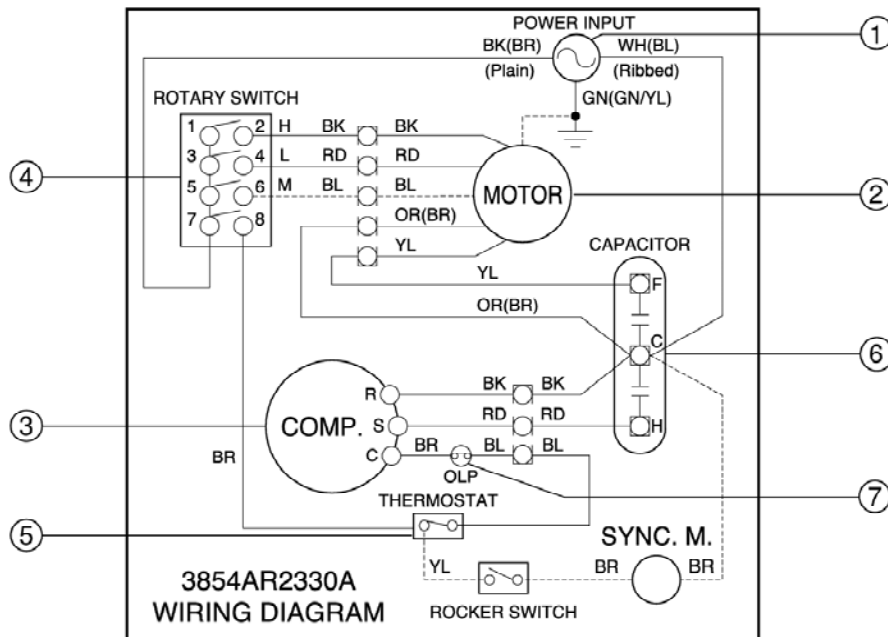 POWER INPUT
1
BK(BR)
WH(BL)
(Plain)
(Ribbed)
GN(GN/YL)
ROTARY SWITCH
1 2 H BK BK
3 4 L RD RD
4
5 6 M BL BL
MOTOR
2
7 8
OR(BR)
YL
CAPACITOR
YL
F
OR(BR)
C
6
R BK BK
3
COMP.
S RD RD
H
BR
C BR BL BL
OLP
7
THERMOSTAT
5
SYNC. M.
YL
BR BR
3854AR2330A
ROCKER SWITCH
WIRING DIAGRAM